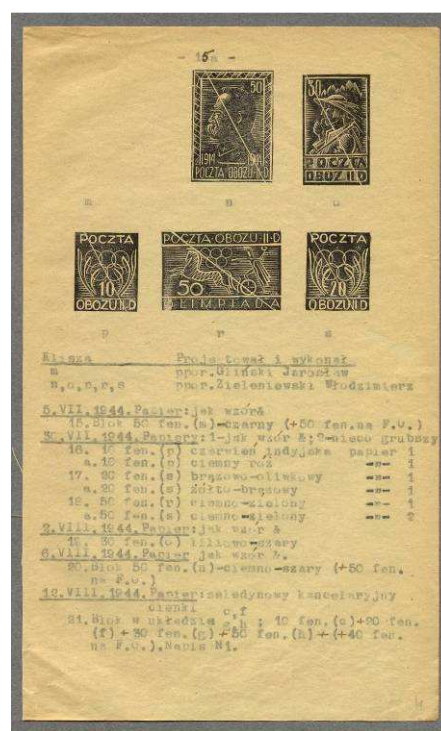 - 15a -
50
1914 1944
POCZTA OBOZU II-D
30
POCZTA
OBOZ II D
m n o
POCZTA
10
OBOZU II D
POCZTA·OBOZU·II·D
50
OLIMPIADA
POCZTA
20
OBOZU II D
p r s
Klisza Projektował i wykonał
m ppor.Gliński Jarosław
n,o,p,r,s ppor.Zieleniewski Włodzimierz
5.VII.1944.Papier:jak wzór &
15.Blok 50 fen.(m)-czarny (+50 fen.na F.W.)
30.VII.1944.Papiery:1-jak wzór &;2-nieco grubszy
16. 10 fen.(p) czerwień indyjska papier 1
a.10 fen.(p) ciemny róż -"- 1
17. 20 fen.(s) brązowo-oliwkowy -"- 1
a.20 fen.(s) żółto-brązowy -"- 1
18. 50 fen.(r) ciemno-zielony -"- 1
a.50 fen.(s) ciemno-zielony -"- 2
2.VIII.1944.Papier:jak wzór &
19. 30 fen.(o) liliowo-szary
6.VIII.1944.Papier jak wzór &.
20.Blok 50 fen.(n)-ciemno-szary (+50 fen.
na F.W.)
12.VIII.1944.Papier:seledynowy kancelaryjny
cienki
21.Blok w układzie e,f g,h ; 10 fen.(e)+20 fen.
(f)+30 fen.(g)+50 fen.(h)+(+40 fen.
na F.W.).Napis N1.